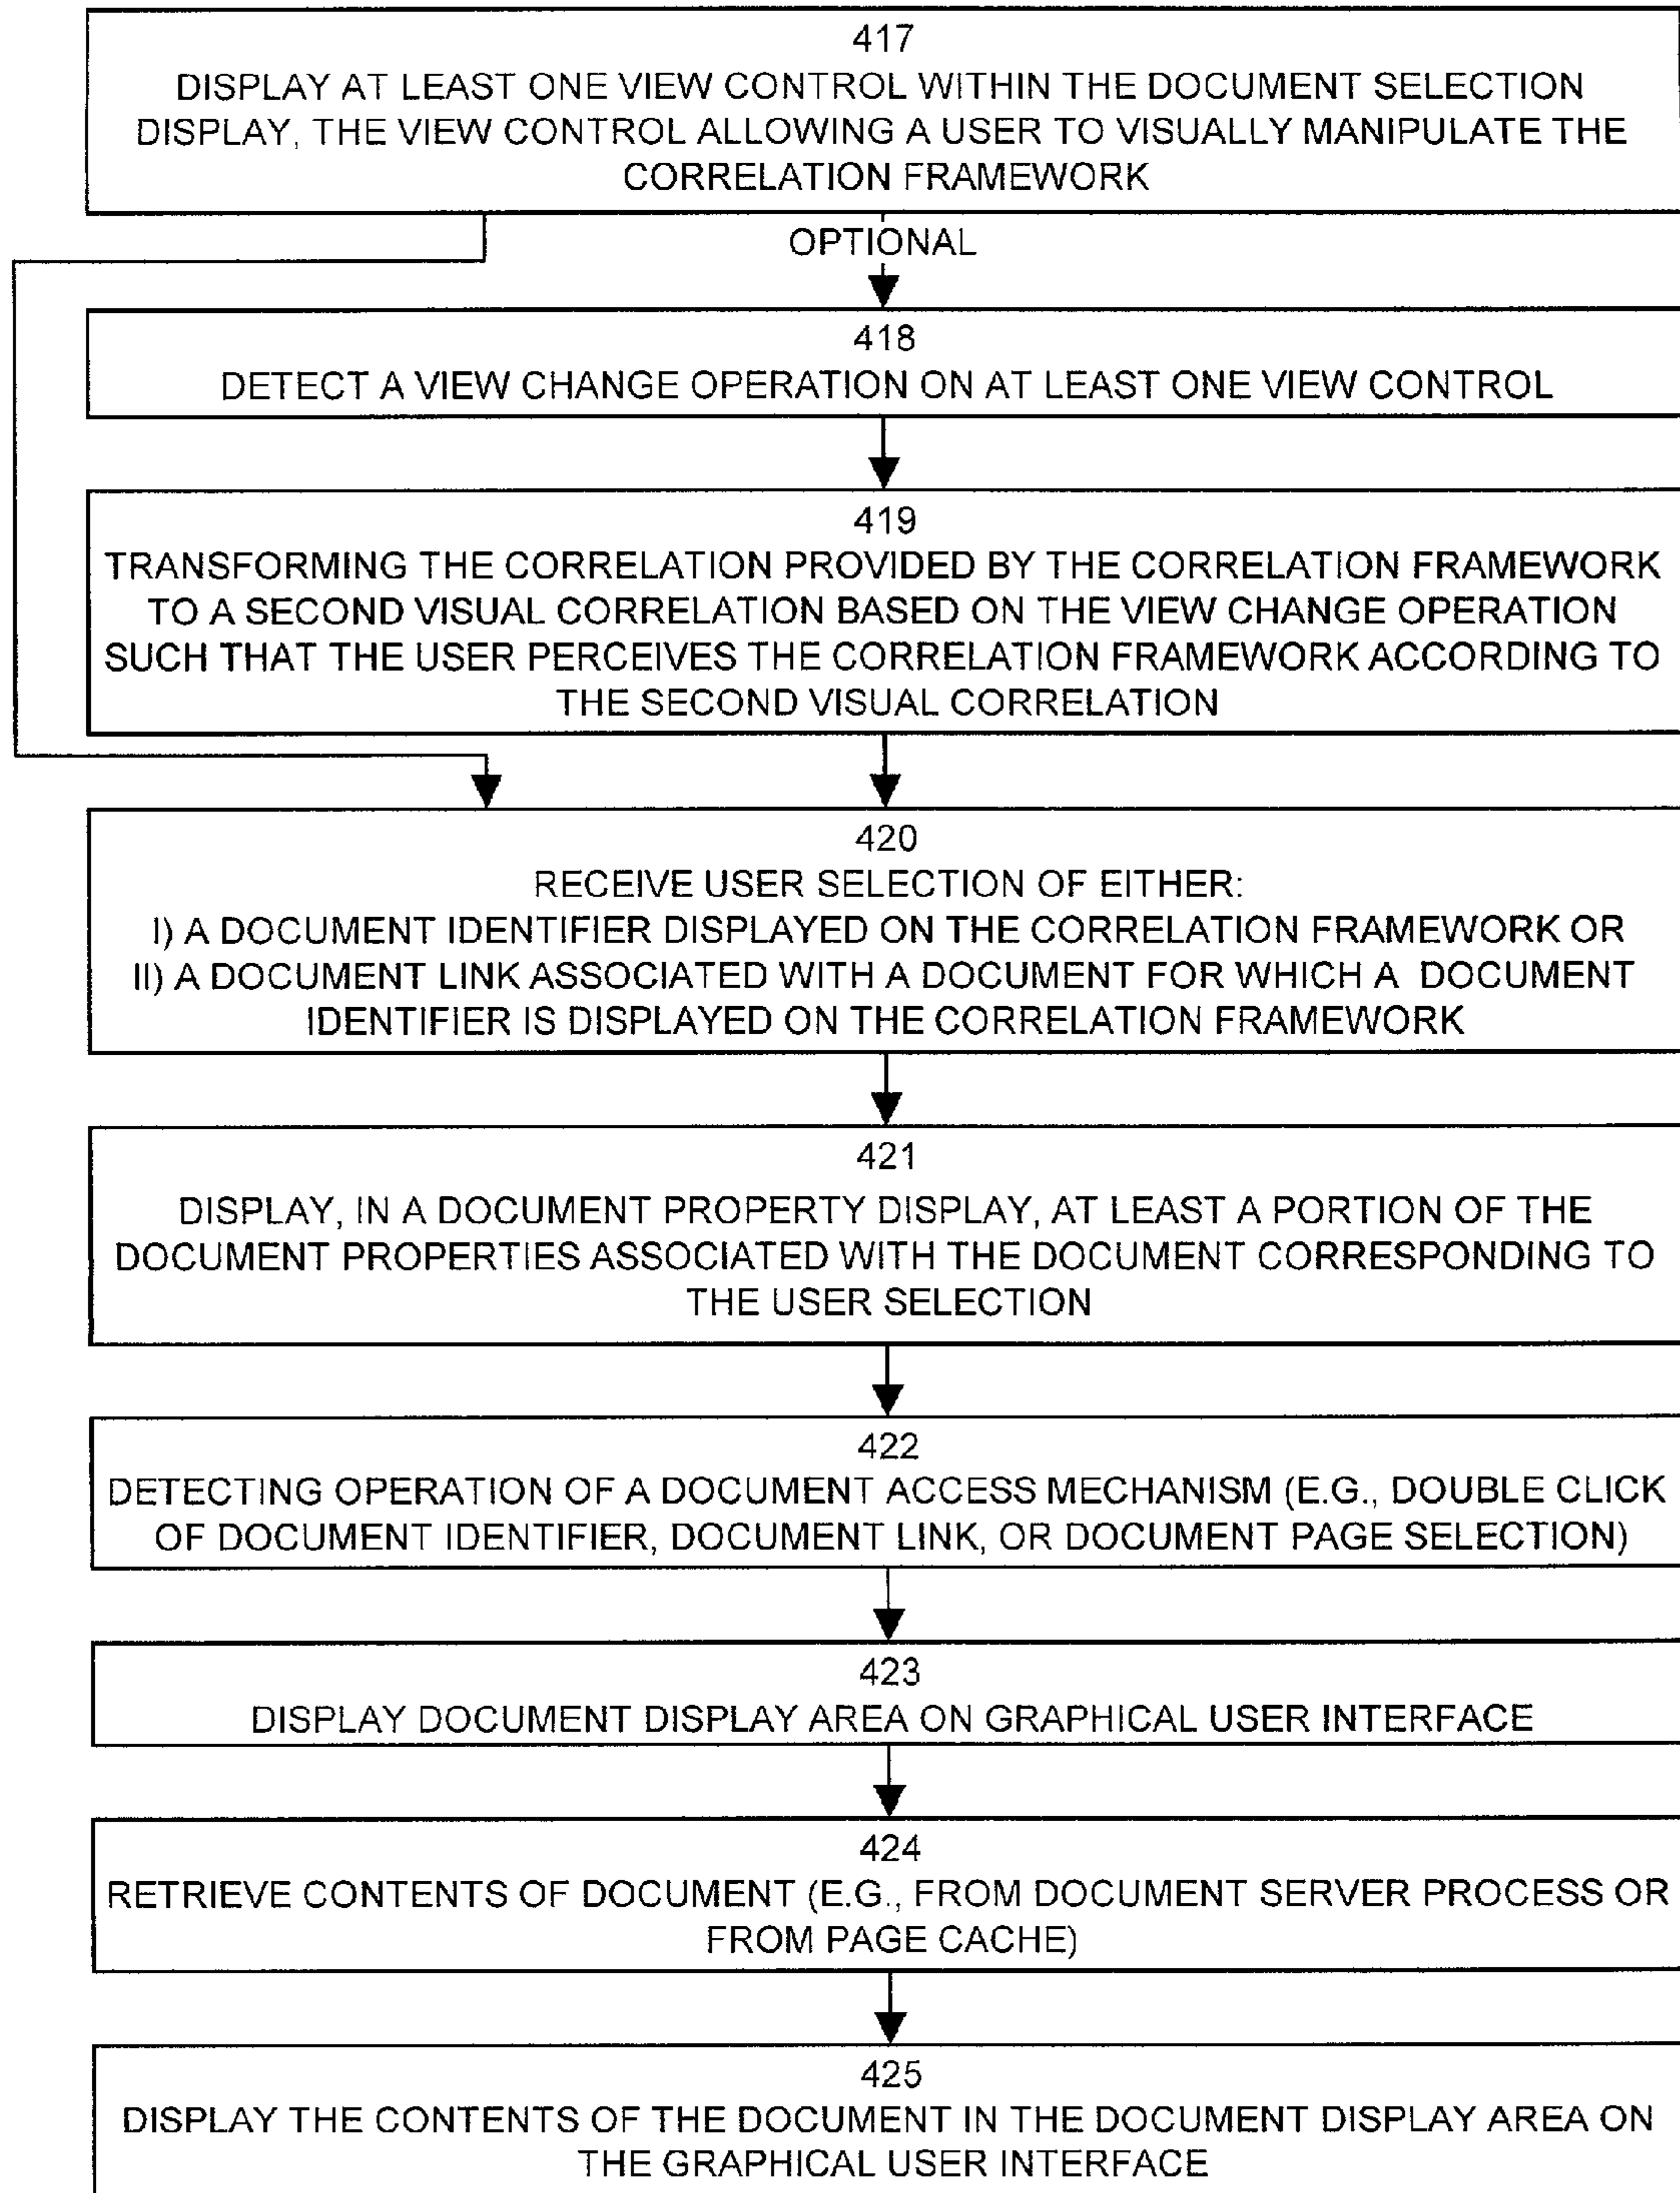 417
DISPLAY AT LEAST ONE VIEW CONTROL WITHIN THE DOCUMENT SELECTION
DISPLAY, THE VIEW CONTROL ALLOWING A USER TO VISUALLY MANIPULATE THE
CORRELATION FRAMEWORK
OPTIONAL
418
DETECT A VIEW CHANGE OPERATION ON AT LEAST ONE VIEW CONTROL
419
TRANSFORMING THE CORRELATION PROVIDED BY THE CORRELATION FRAMEWORK
TO A SECOND VISUAL CORRELATION BASED ON THE VIEW CHANGE OPERATION
SUCH THAT THE USER PERCEIVES THE CORRELATION FRAMEWORK ACCORDING TO
THE SECOND VISUAL CORRELATION
420
RECEIVE USER SELECTION OF EITHER:
I) A DOCUMENT IDENTIFIER DISPLAYED ON THE CORRELATION FRAMEWORK OR
II) A DOCUMENT LINK ASSOCIATED WITH A DOCUMENT FOR WHICH A DOCUMENT
IDENTIFIER IS DISPLAYED ON THE CORRELATION FRAMEWORK
421
DISPLAY, IN A DOCUMENT PROPERTY DISPLAY, AT LEAST A PORTION OF THE
DOCUMENT PROPERTIES ASSOCIATED WITH THE DOCUMENT CORRESPONDING TO
THE USER SELECTION
422
DETECTING OPERATION OF A DOCUMENT ACCESS MECHANISM (E.G., DOUBLE CLICK
OF DOCUMENT IDENTIFIER, DOCUMENT LINK, OR DOCUMENT PAGE SELECTION)
423
DISPLAY DOCUMENT DISPLAY AREA ON GRAPHICAL USER INTERFACE
424
RETRIEVE CONTENTS OF DOCUMENT (E.G., FROM DOCUMENT SERVER PROCESS OR
FROM PAGE CACHE)
425
DISPLAY THE CONTENTS OF THE DOCUMENT IN THE DOCUMENT DISPLAY AREA ON
THE GRAPHICAL USER INTERFACE